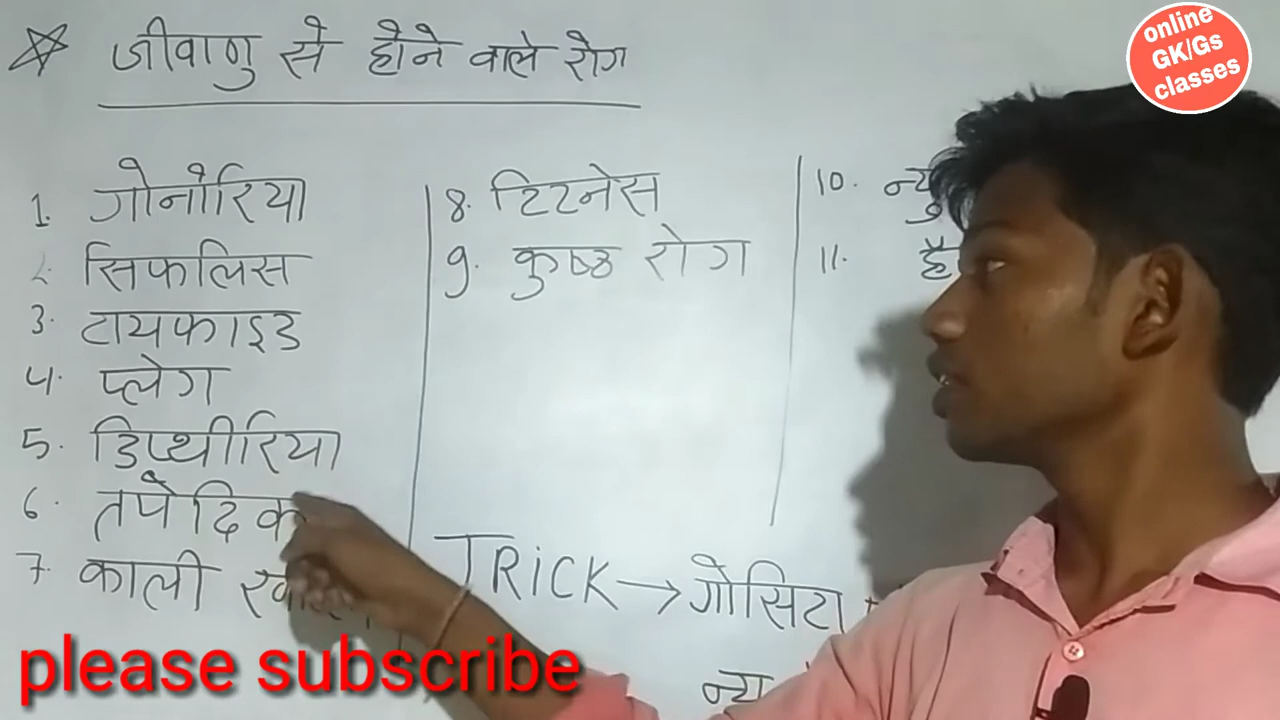 जीवाणु से होने वाले रोग
1. गोनोरिया
2. सिफलिस
3. टायफाइड
4. प्लेग
5. डिप्थीरिया
6. तपेदिक
7. काली
8. टिटनेस
9. कुष्ठ रोग
10. न्यु
11. है
TRiCK → गोसिटा
न्यु
online
GK/Gs
classes
please subscribe